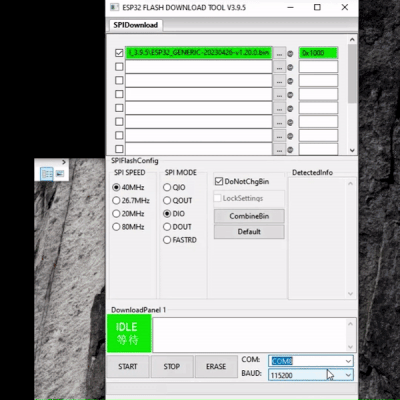 ESP32 FLASH DOWNLOAD TOOL V3.9.5
SPIDownload
l_3.9.5\ESP32_GENERIC-20230426-v1.20.0.bin ... @ 0x1000
... @
... @
... @
... @
... @
... @
... @
SPIFlashConfig
SPI SPEED
40MHz
26.7MHz
20MHz
80MHz
SPI MODE
QIO
QOUT
DIO
DOUT
FASTRD
DoNotChgBin
LockSettings
CombineBin
Default
DetectedInfo
DownloadPanel 1
IDLE
等待
START STOP ERASE
COM: COM8
BAUD: 115200